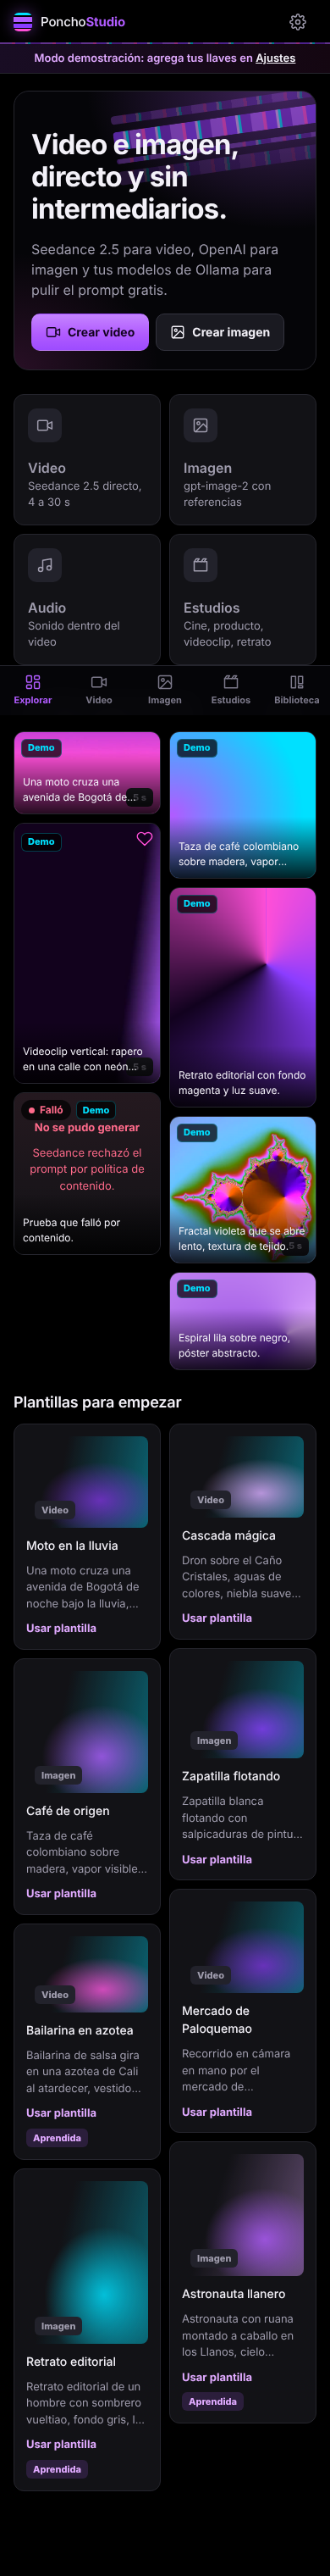 PonchoStudio
Modo demostración: agrega tus llaves en Ajustes
Video e imagen,
directo y sin
intermediarios.
Seedance 2.5 para video, OpenAI para
imagen y tus modelos de Ollama para
pulir el prompt gratis.
Crear video
Crear imagen
Video
Seedance 2.5 directo,
4 a 30 s
Imagen
gpt-image-2 con
referencias
Audio
Sonido dentro del
video
Estudios
Cine, producto,
videoclip, retrato
Explorar
Video
Imagen
Estudios
Biblioteca
Demo
Una moto cruza una
avenida de Bogotá de...
5 s
Demo
Videoclip vertical: rapero
en una calle con neón...
5 s
Falló
Demo
No se pudo generar
Seedance rechazó el
prompt por política de
contenido.
Prueba que falló por
contenido.
Demo
Taza de café colombiano
sobre madera, vapor...
Demo
Retrato editorial con fondo
magenta y luz suave.
Demo
Fractal violeta que se abre
lento, textura de tejido.
5 s
Demo
Espiral lila sobre negro,
póster abstracto.
Plantillas para empezar
Video
Moto en la lluvia
Una moto cruza una
avenida de Bogotá de
noche bajo la lluvia,...
Usar plantilla
Imagen
Café de origen
Taza de café
colombiano sobre
madera, vapor visible...
Usar plantilla
Video
Bailarina en azotea
Bailarina de salsa gira
en una azotea de Cali
al atardecer, vestido...
Usar plantilla
Aprendida
Imagen
Retrato editorial
Retrato editorial de un
hombre con sombrero
vueltiao, fondo gris, l...
Usar plantilla
Aprendida
Video
Cascada mágica
Dron sobre el Caño
Cristales, aguas de
colores, niebla suave...
Usar plantilla
Imagen
Zapatilla flotando
Zapatilla blanca
flotando con
salpicaduras de pintu...
Usar plantilla
Video
Mercado de
Paloquemao
Recorrido en cámara
en mano por el
mercado de...
Usar plantilla
Imagen
Astronauta llanero
Astronauta con ruana
montado a caballo en
los Llanos, cielo...
Usar plantilla
Aprendida